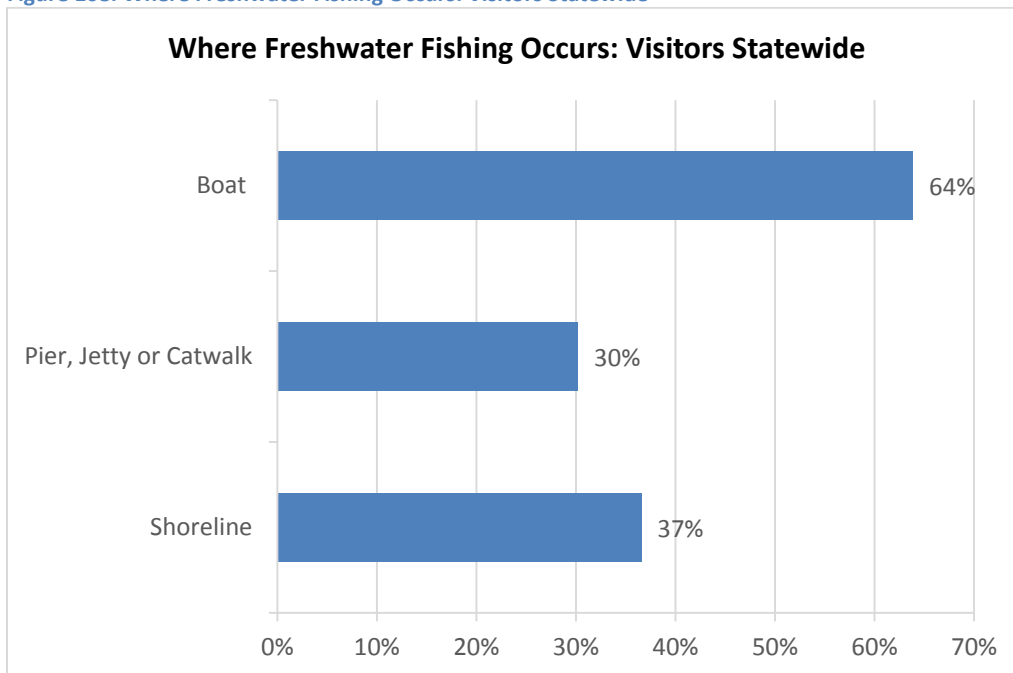 Where Freshwater Fishing Occurs: Visitors Statewide
Boat
64%
Pier, Jetty or Catwalk
30%
Shoreline
37%
0% 10% 20% 30% 40% 50% 60% 70%